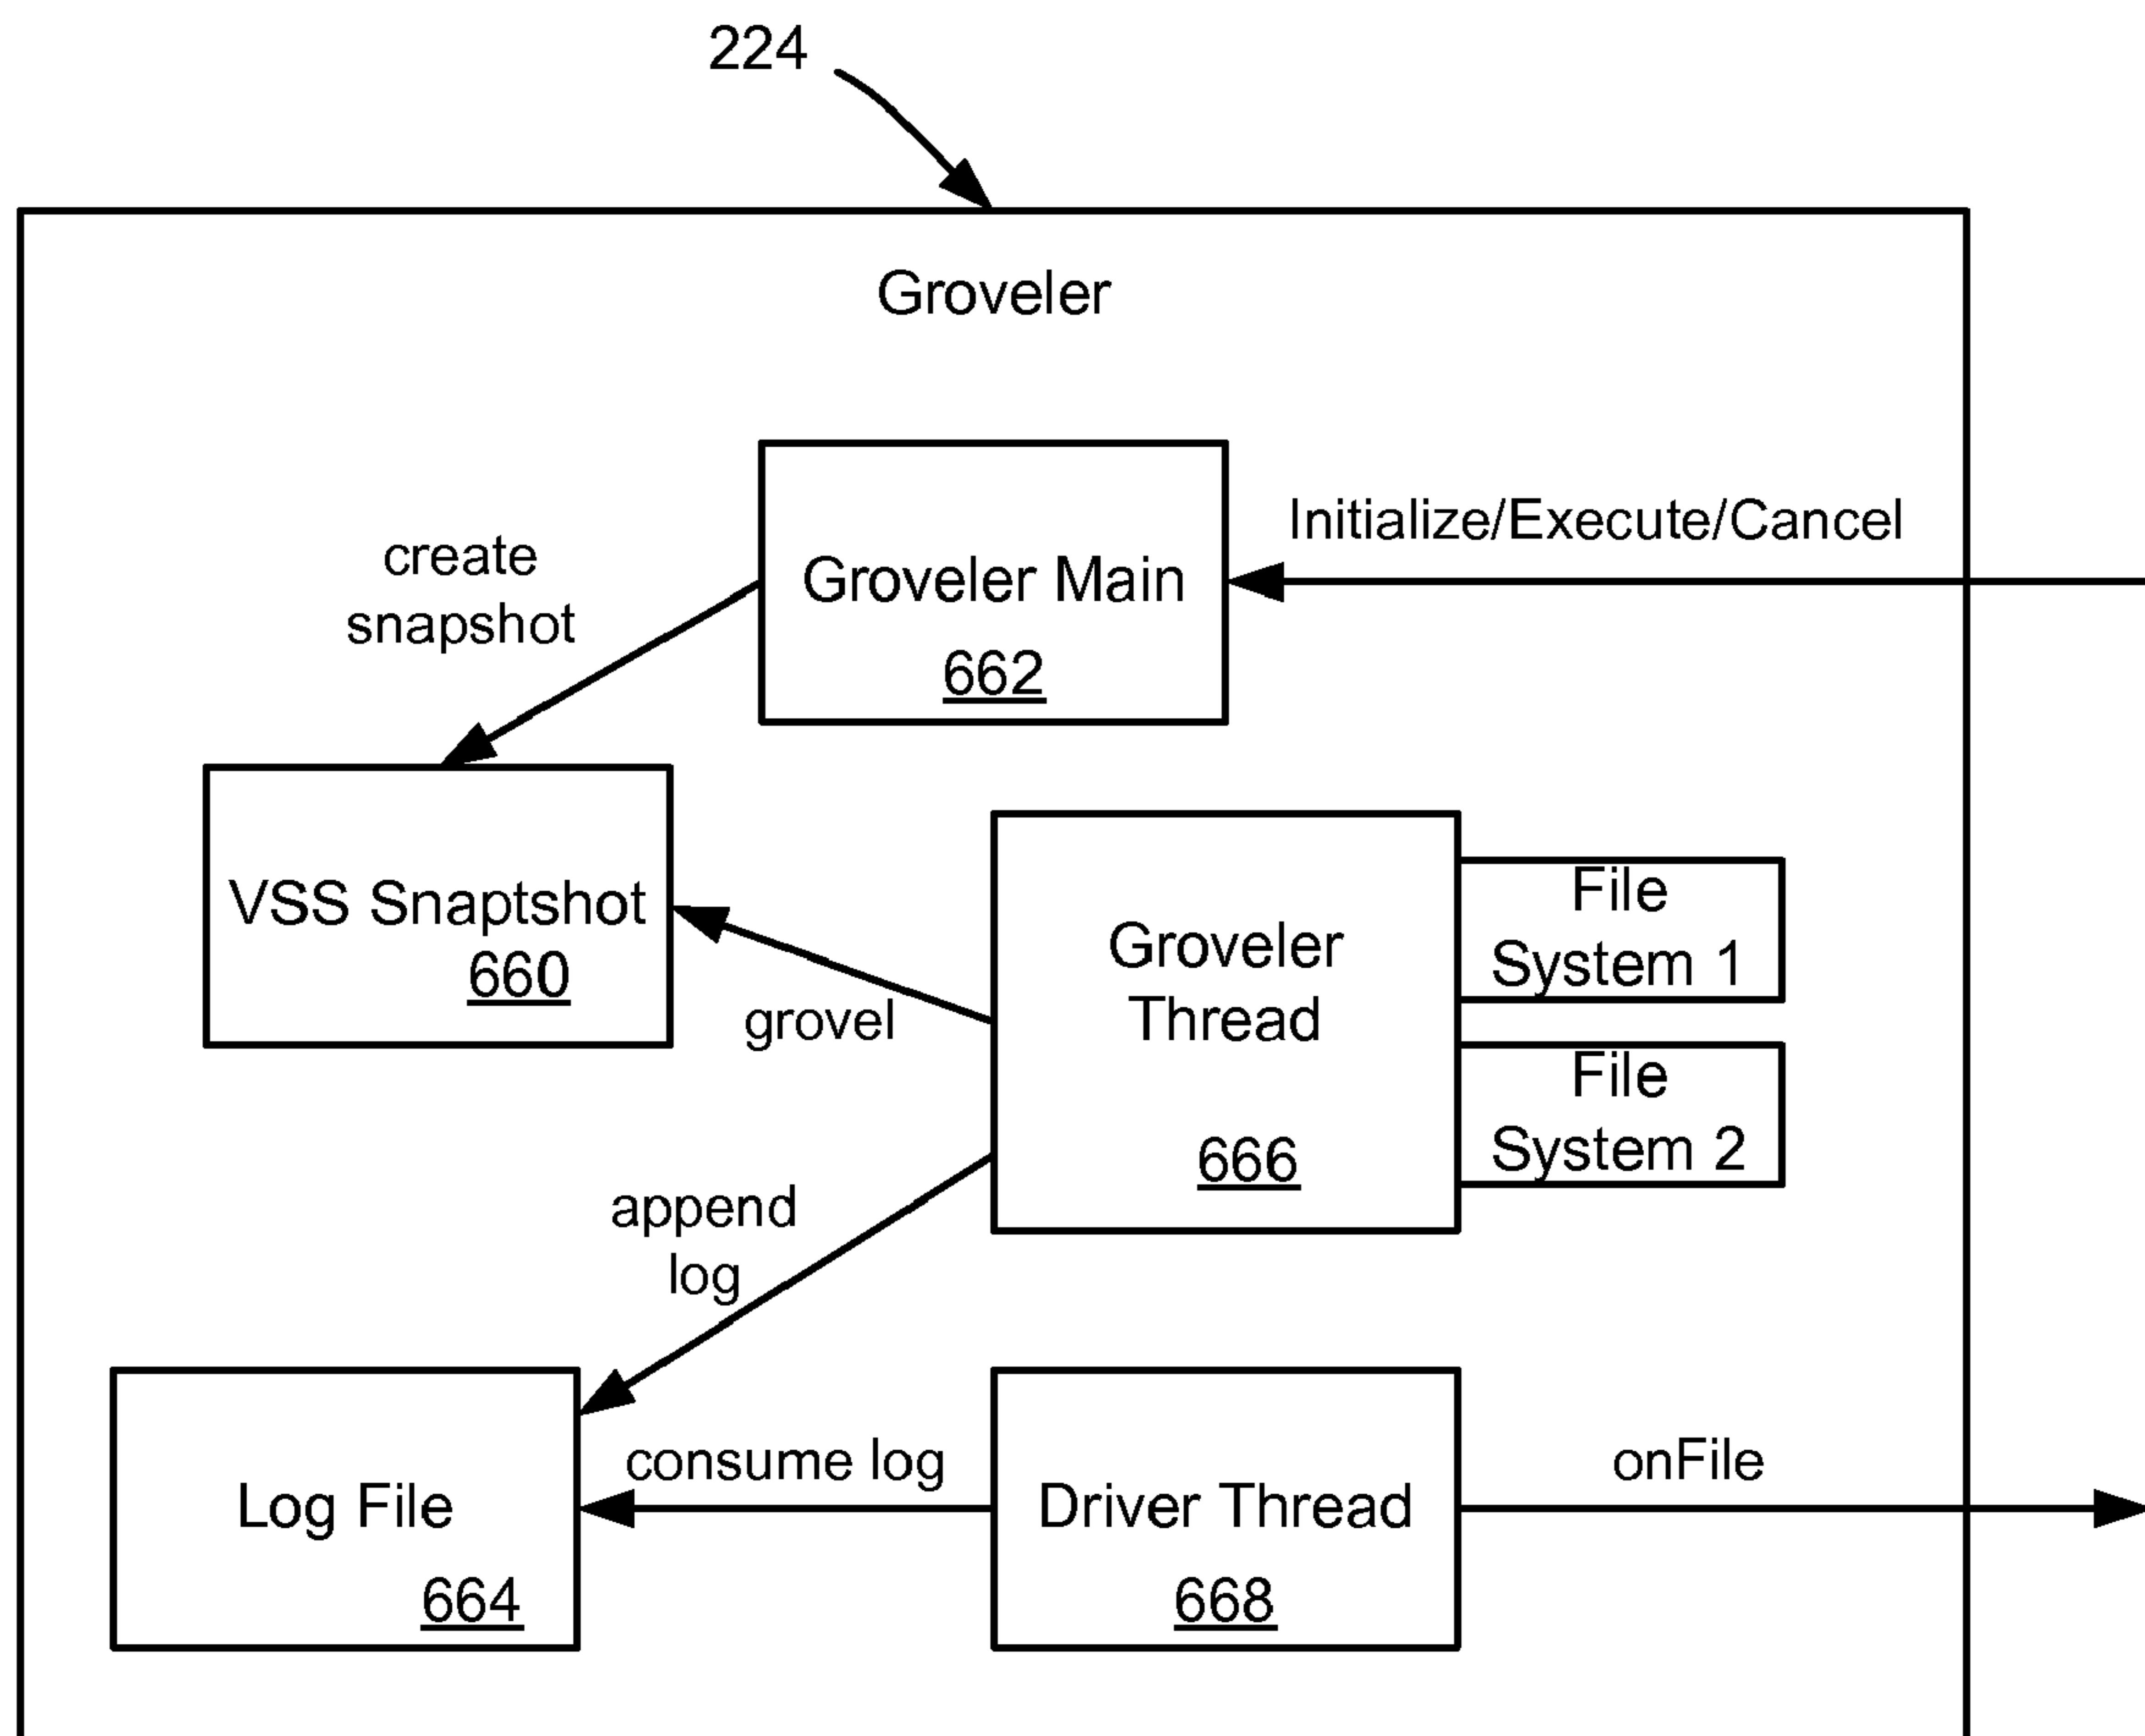 224
Groveler
Initialize/Execute/Cancel
create
snapshot
Groveler Main
662
VSS Snaptshot
660
grovel
Groveler
Thread
666
File
System 1
File
System 2
append
log
Log File
664
consume log
Driver Thread
668
onFile